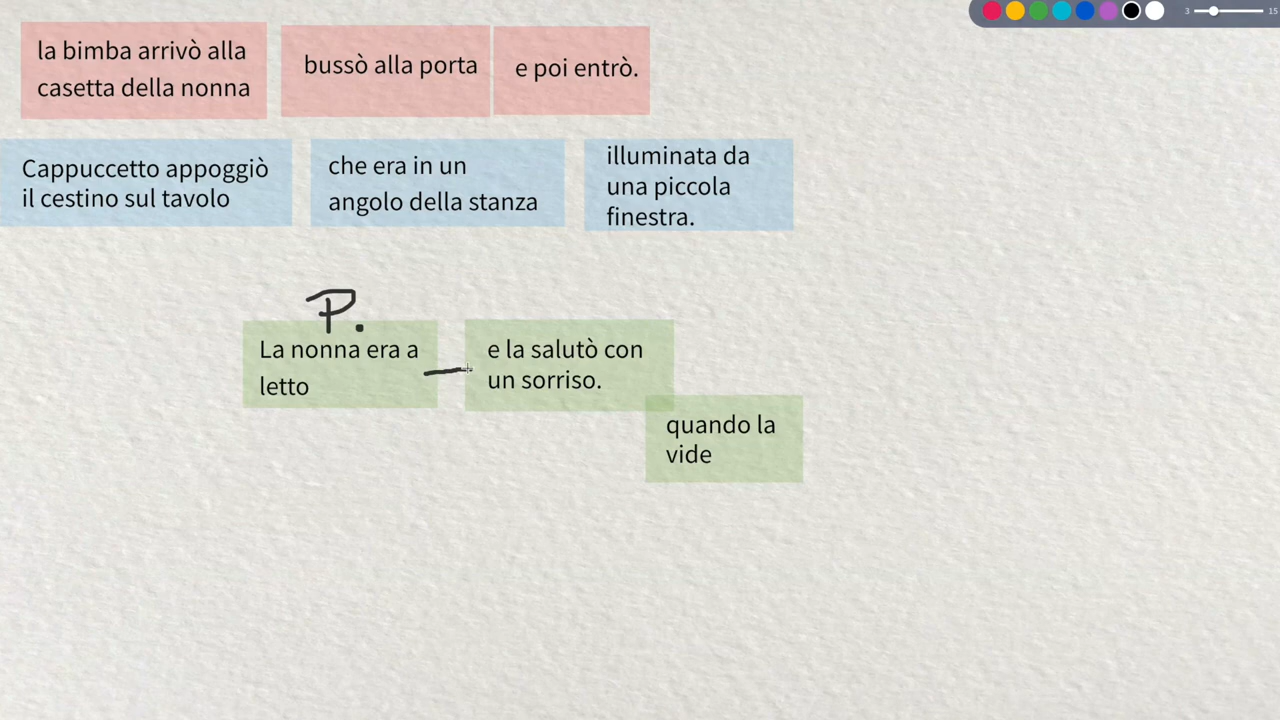 3 15
la bimba arrivò alla
casetta della nonna
bussò alla porta
e poi entrò.
Cappuccetto appoggiò
il cestino sul tavolo
che era in un
angolo della stanza
illuminata da
una piccola
finestra.
P.
La nonna era a
letto
e la salutò con
un sorriso.
quando la
vide